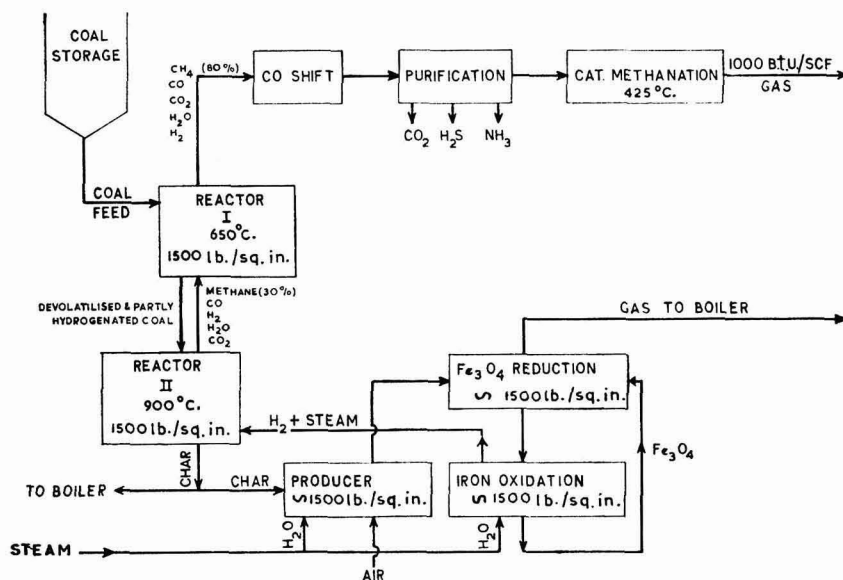 COAL
STORAGE
CH4 (80%)
CO
CO2
H2O
H2
CO SHIFT
PURIFICATION
CAT. METHANATION
425°C.
1000 B.t.U/SCF
GAS
CO2
H2S
NH3
COAL
FEED
REACTOR
I
650°C.
1500 lb./sq. in.
DEVOLATILISED & PARTLY
HYDROGENATED COAL
METHANE (30%)
CO
H2
H2O
CO2
GAS TO BOILER
REACTOR
II
900°C.
1500 lb./sq. in.
Fe3O4 REDUCTION
∽ 1500 lb./sq. in.
H2 + STEAM
Fe3O4
CHAR
TO BOILER
CHAR
PRODUCER
∽ 1500 lb./sq. in.
IRON OXIDATION
∽ 1500 lb./sq. in.
STEAM
H2O
H2O
AIR